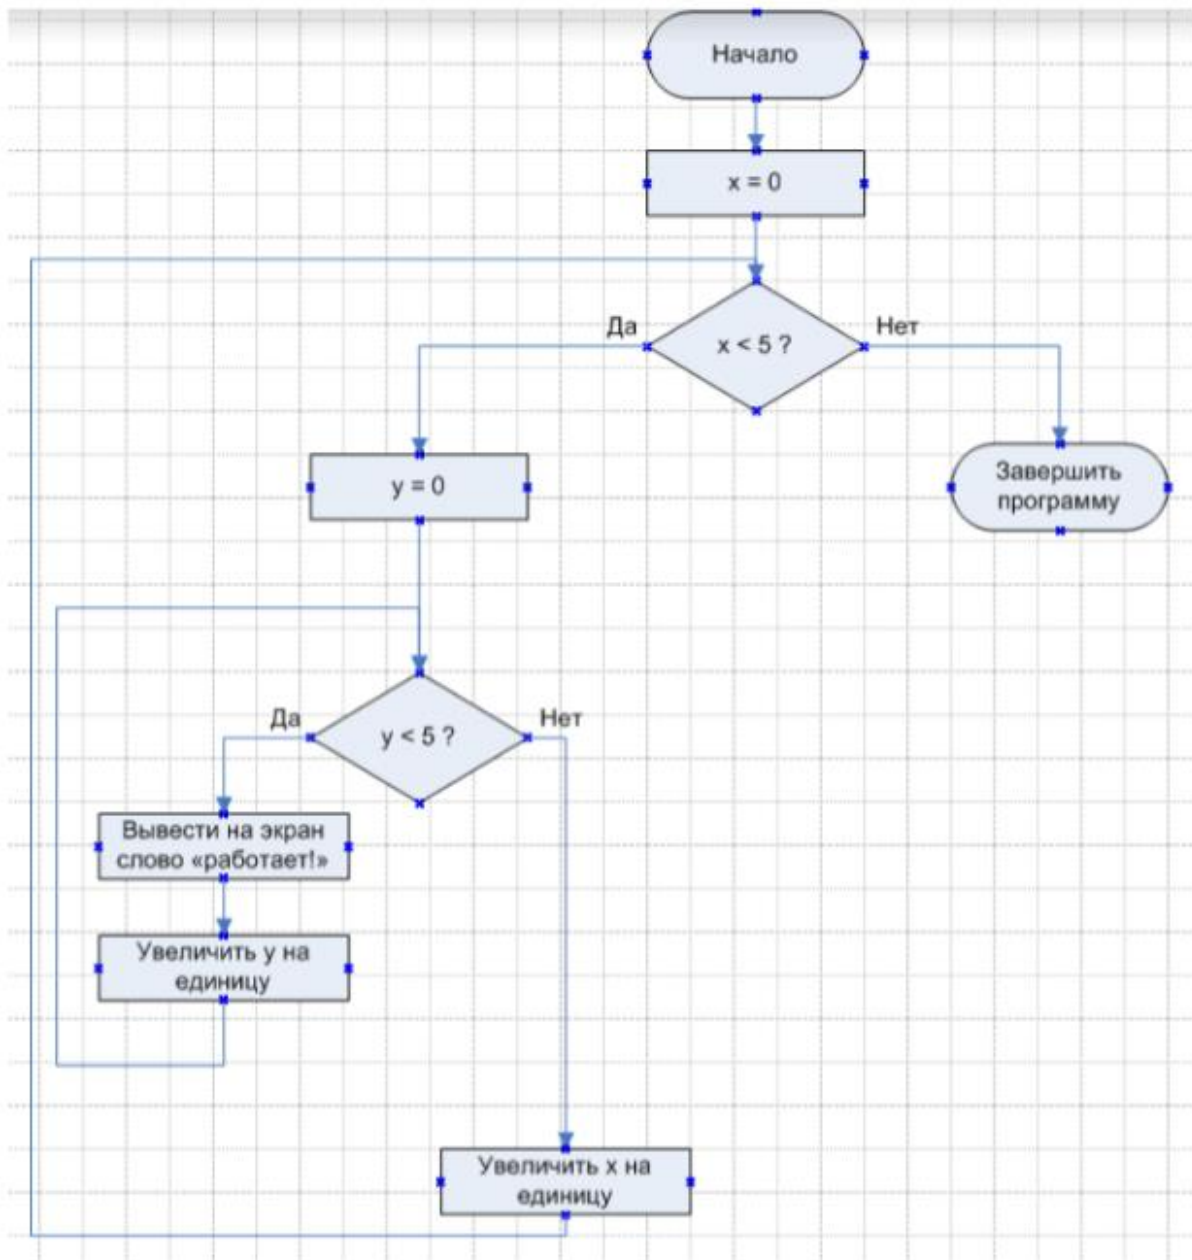 Начало
x = 0
Да
x < 5 ?
Нет
y = 0
Завершить
программу
Да
y < 5 ?
Нет
Вывести на экран
слово «работает!»
Увеличить y на
единицу
Увеличить x на
единицу